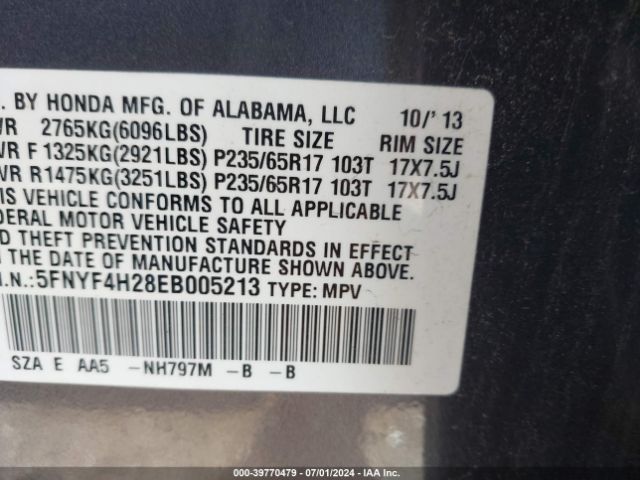 . BY HONDA MFG. OF ALABAMA, LLC 10/'13
WR 2765KG(6096LBS) TIRE SIZE RIM SIZE
WR F 1325KG(2921LBS) P235/65R17 103T 17X7.5J
WR R1475KG(3251LBS) P235/65R17 103T 17X7.5J
IS VEHICLE CONFORMS TO ALL APPLICABLE
DERAL MOTOR VEHICLE SAFETY
D THEFT PREVENTION STANDARDS IN EFFECT
THE DATE OF MANUFACTURE SHOWN ABOVE.
I.N.:5FNYF4H28EB005213 TYPE: MPV
SZA E AA5 -NH797M -B -B
000-39770479 - 07/01/2024 - IAA Inc.